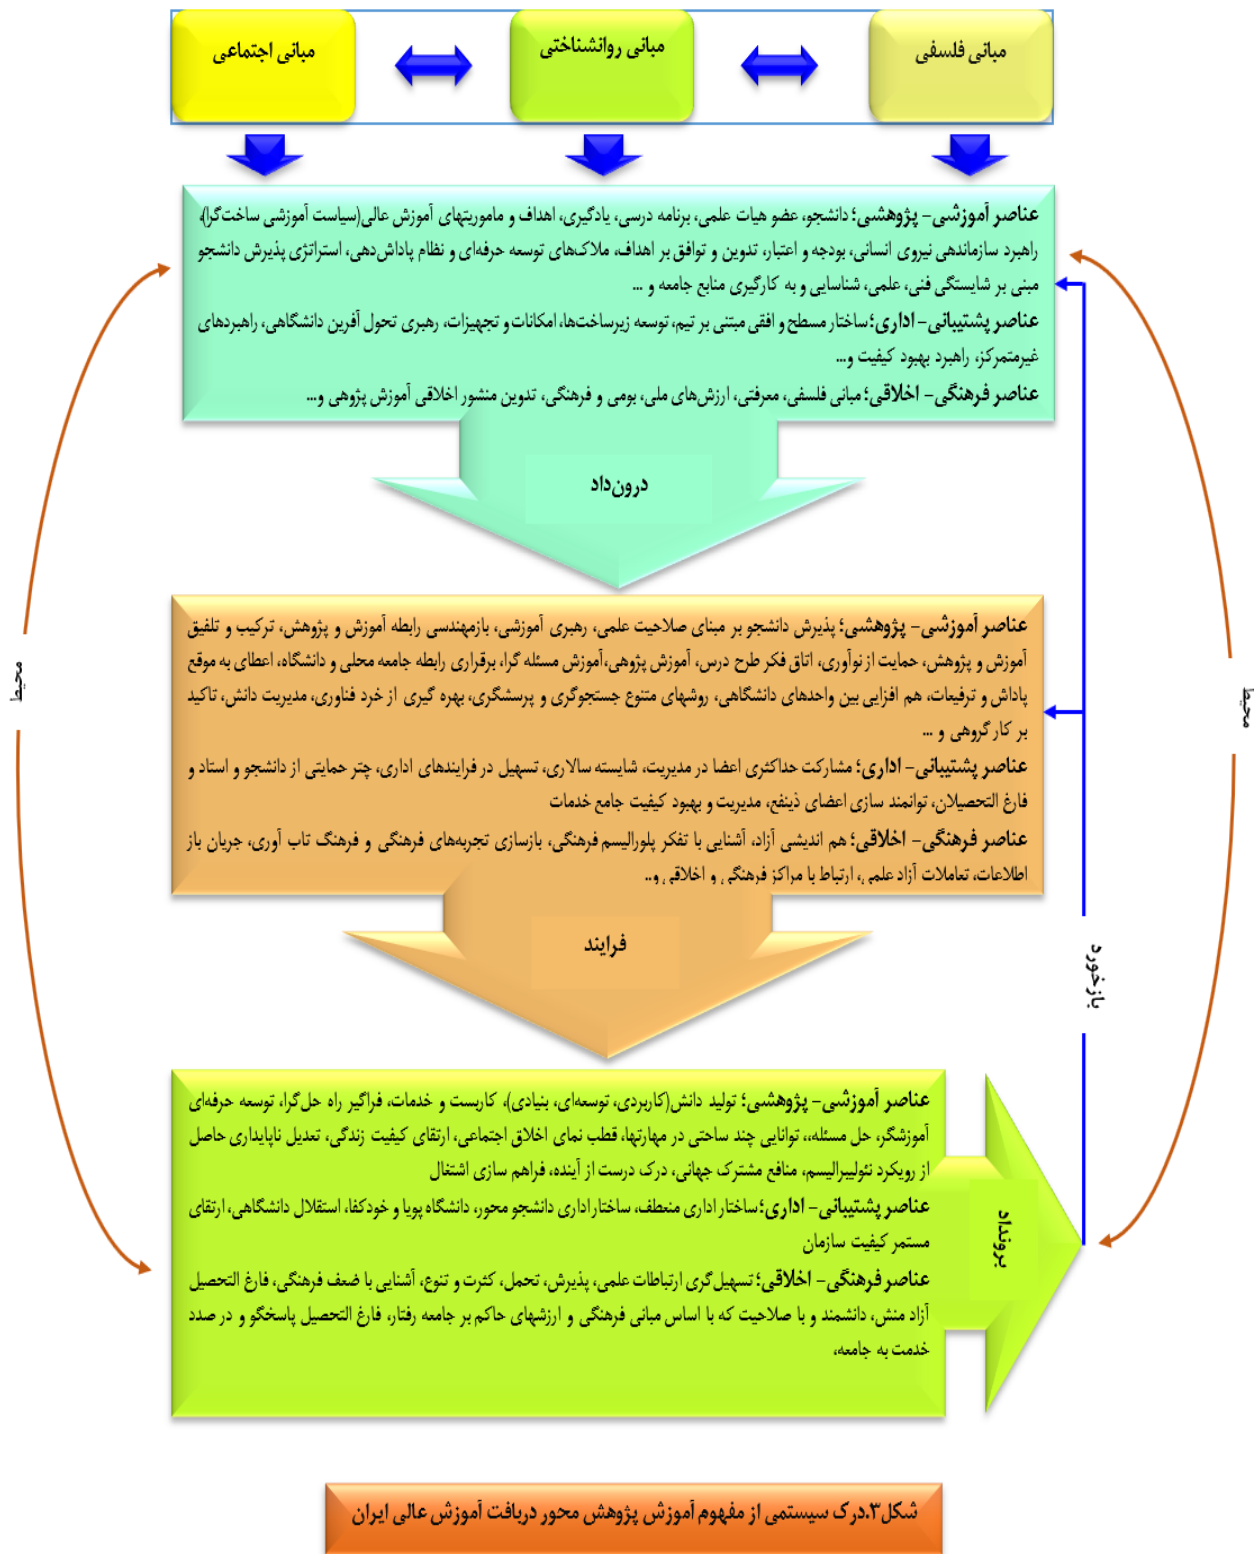 مبانی فلسفی
مبانی روانشناختی
مبانی اجتماعی
عناصر آموزشی- پژوهشی؛ دانشجو، عضو هیات علمی، برنامه درسی، یادگیری، اهداف و ماموریتهای آموزش عالی(سیاست آموزشی ساخت‌گرا)،
راهبرد سازماندهی نیروی انسانی، بودجه و اعتبار، تدوین و توافق بر اهداف، ملاک‌های توسعه حرفه‌ای و نظام پاداش‌دهی، استراتژی پذیرش دانشجو
مبنی بر شایستگی فنی، علمی، شناسایی و به کارگیری منابع جامعه و ...
عناصر پشتیبانی- اداری؛ساختار مسطح و افقی مبتنی بر تیم، توسعه زیرساخت‌ها، امکانات و تجهیزات، رهبری تحول آفرین دانشگاهی، راهبردهای
غیرمتمرکز، راهبرد بهبود کیفیت و...
عناصر فرهنگی- اخلاقی؛ مبانی فلسفی، معرفتی، ارزش‌های ملی، بومی و فرهنگی، تدوین منشور اخلاقی آموزش پژوهی و...
درون‌داد
عناصر آموزشی- پژوهشی؛ پذیرش دانشجو بر مبنای صلاحیت علمی، رهبری آموزشی، بازمهندسی رابطه آموزش و پژوهش، ترکیب و تلفیق
آموزش و پژوهش، حمایت از نوآوری، اتاق فکر طرح درس، آموزش پژوهی،آموزش مسئله گرا، برقراری رابطه جامعه محلی و دانشگاه، اعطای به موقع
پاداش و ترفیعات، هم افزایی بین واحدهای دانشگاهی، روشهای متنوع جستجوگری و پرسشگری، بهره گیری از خرد فناوری، مدیریت دانش، تاکید
بر کار گروهی و ...
عناصر پشتیبانی- اداری؛ مشارکت حداکثری اعضا در مدیریت، شایسته سالاری، تسهیل در فرایندهای اداری، چتر حمایتی از دانشجو و استاد و
فارغ التحصیلان، توانمند سازی اعضای ذینفع، مدیریت و بهبود کیفیت جامع خدمات
عناصر فرهنگی- اخلاقی؛ هم اندیشی آزاد، آشنایی با تفکر پلورالیسم فرهنگی، بازسازی تجربه‌های فرهنگی و فرهنگ تاب آوری، جریان باز
اطلاعات، تعاملات آزاد علمی، ارتباط با مراکز فرهنگی و اخلاقی و..
فرایند
عناصر آموزشی- پژوهشی؛ تولید دانش(کاربردی، توسعه‌ای، بنیادی)، کاربست و خدمات، فراگیر راه حل‌گرا، توسعه حرفه‌ای
آموزشگر، حل مسئله،، توانایی چند ساحتی در مهارتها، قطب نمای اخلاق اجتماعی، ارتقای کیفیت زندگی، تعدیل ناپایداری حاصل
از رویکرد نئولیبرالیسم، منافع مشترک جهانی، درک درست از آینده، فراهم سازی اشتغال
عناصر پشتیبانی- اداری؛ساختار اداری منعطف، ساختار اداری دانشجو محور، دانشگاه پویا و خودکفا، استقلال دانشگاهی، ارتقای
مستمر کیفیت سازمان
عناصر فرهنگی- اخلاقی؛ تسهیل‌گری ارتباطات علمی، پذیرش، تحمل، کثرت و تنوع، آشنایی با ضعف فرهنگی، فارغ التحصیل
آزاد منش، دانشمند و با صلاحیت که با اساس مبانی فرهنگی و ارزشهای حاکم بر جامعه رفتار، فارغ التحصیل پاسخگو و در صدد
خدمت به جامعه،
برونداد
بازخورد
محیط
محیط
شکل۳.درک سیستمی از مفهوم آموزش پژوهش محور دربافت آموزش عالی ایران